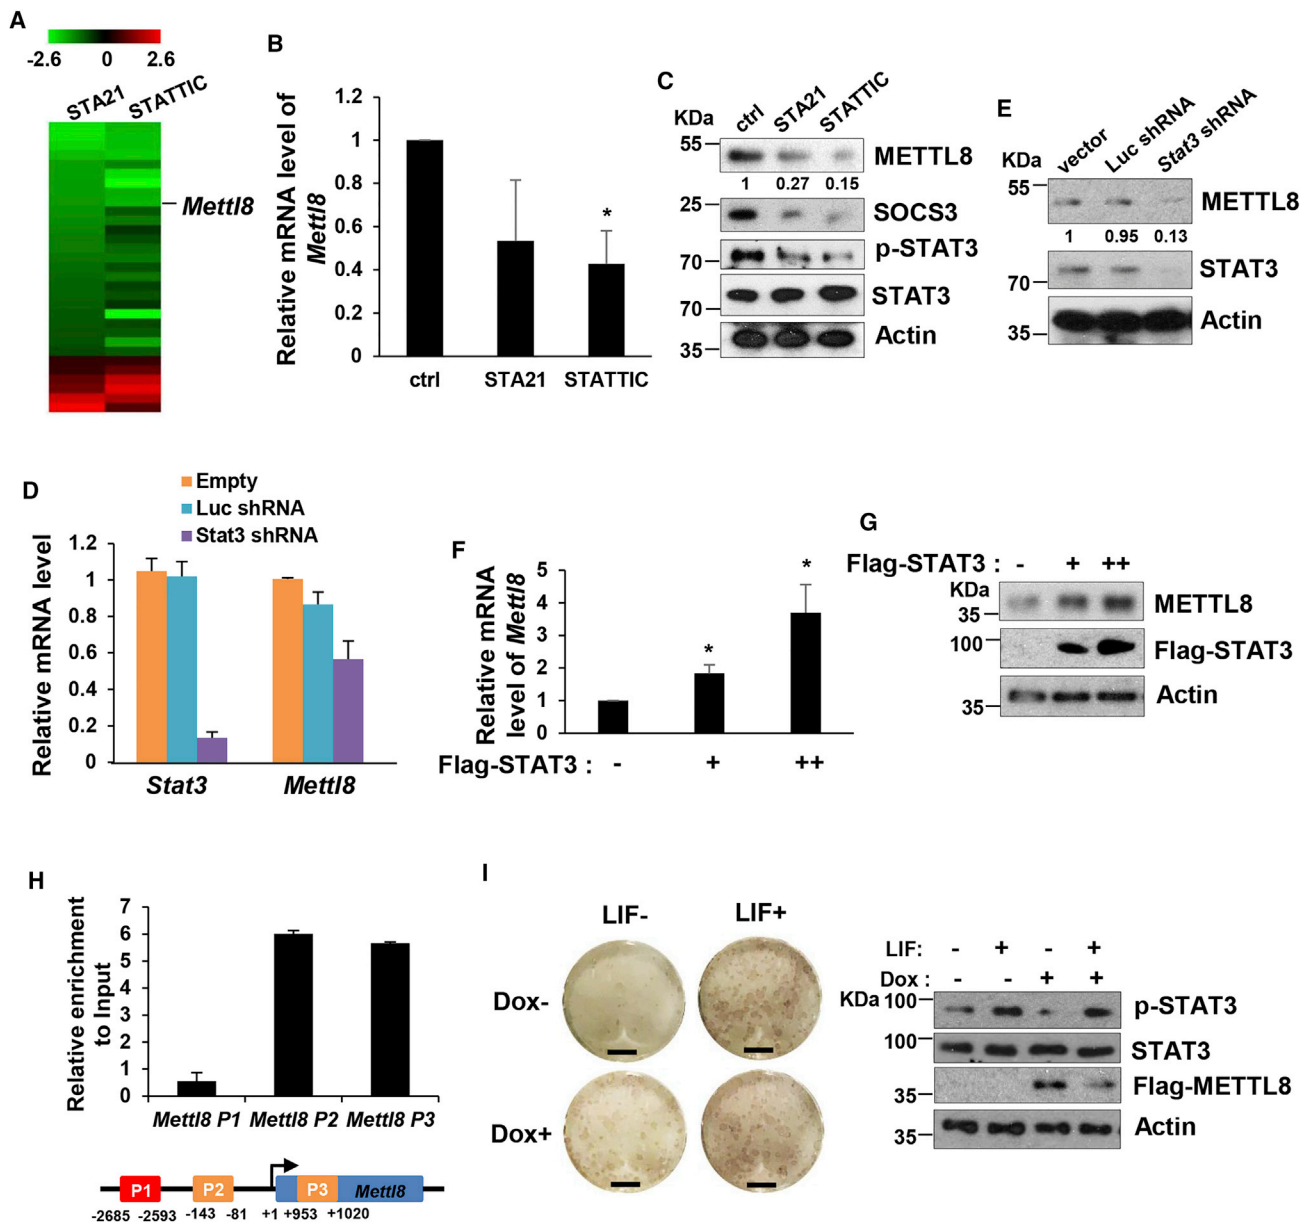 A
-2.6 0 2.6
STA21 STATTIC
Mettl8
B
Relative mRNA level of
Mettl8
1.2
1
0.8
0.6
0.4
0.2
0
*
ctrl STA21 STATTIC
C
KDa ctrl STA21 STATTIC
55 METTL8
1 0.27 0.15
25 SOCS3
p-STAT3
70
STAT3
70
Actin
35
E
KDa vector Luc shRNA Stat3 shRNA
55 METTL8
1 0.95 0.13
STAT3
70
Actin
35
D
Empty
Luc shRNA
Stat3 shRNA
Relative mRNA level
1.2
1
0.8
0.6
0.4
0.2
0
Stat3 Mettl8
F
Relative mRNA
level of Mettl8
5
4
3
2
1
0
* *
Flag-STAT3 : - + ++
G
Flag-STAT3 : - + ++
KDa
35 METTL8
100 Flag-STAT3
35 Actin
H
Relative enrichment
to Input
7
6
5
4
3
2
1
0
Mettl8 P1 Mettl8 P2 Mettl8 P3
P1 P2 P3 Mettl8
-2685 -2593 -143 -81 +1 +953 +1020
I
LIF- LIF+
Dox-
Dox+
LIF: - + - +
Dox : - - + +
KDa 100 p-STAT3
100 STAT3
35 Flag-METTL8
35 Actin